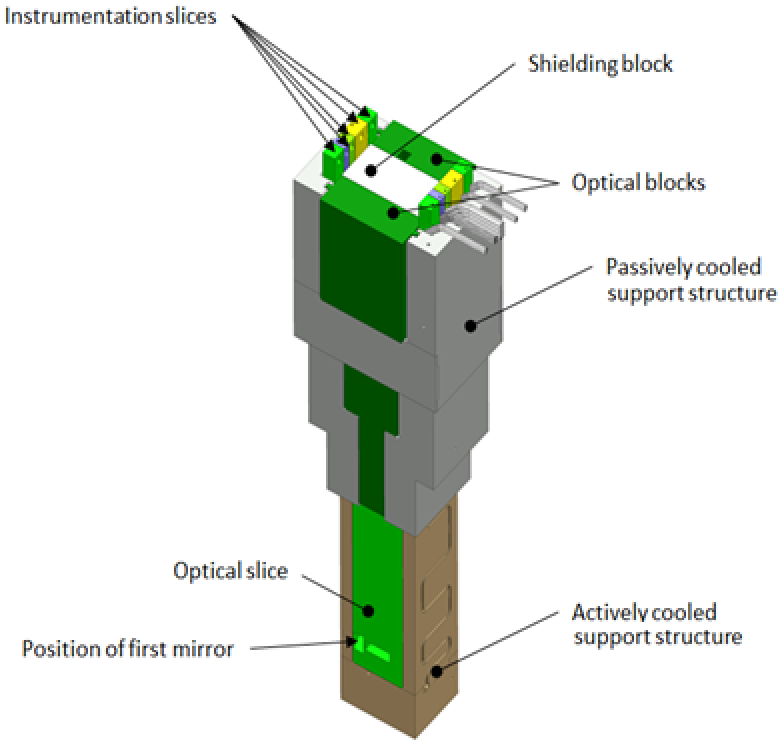 Instrumentation slices
Shielding block
Optical blocks
Passively cooled
support structure
Optical slice
Actively cooled
support structure
Position of first mirror